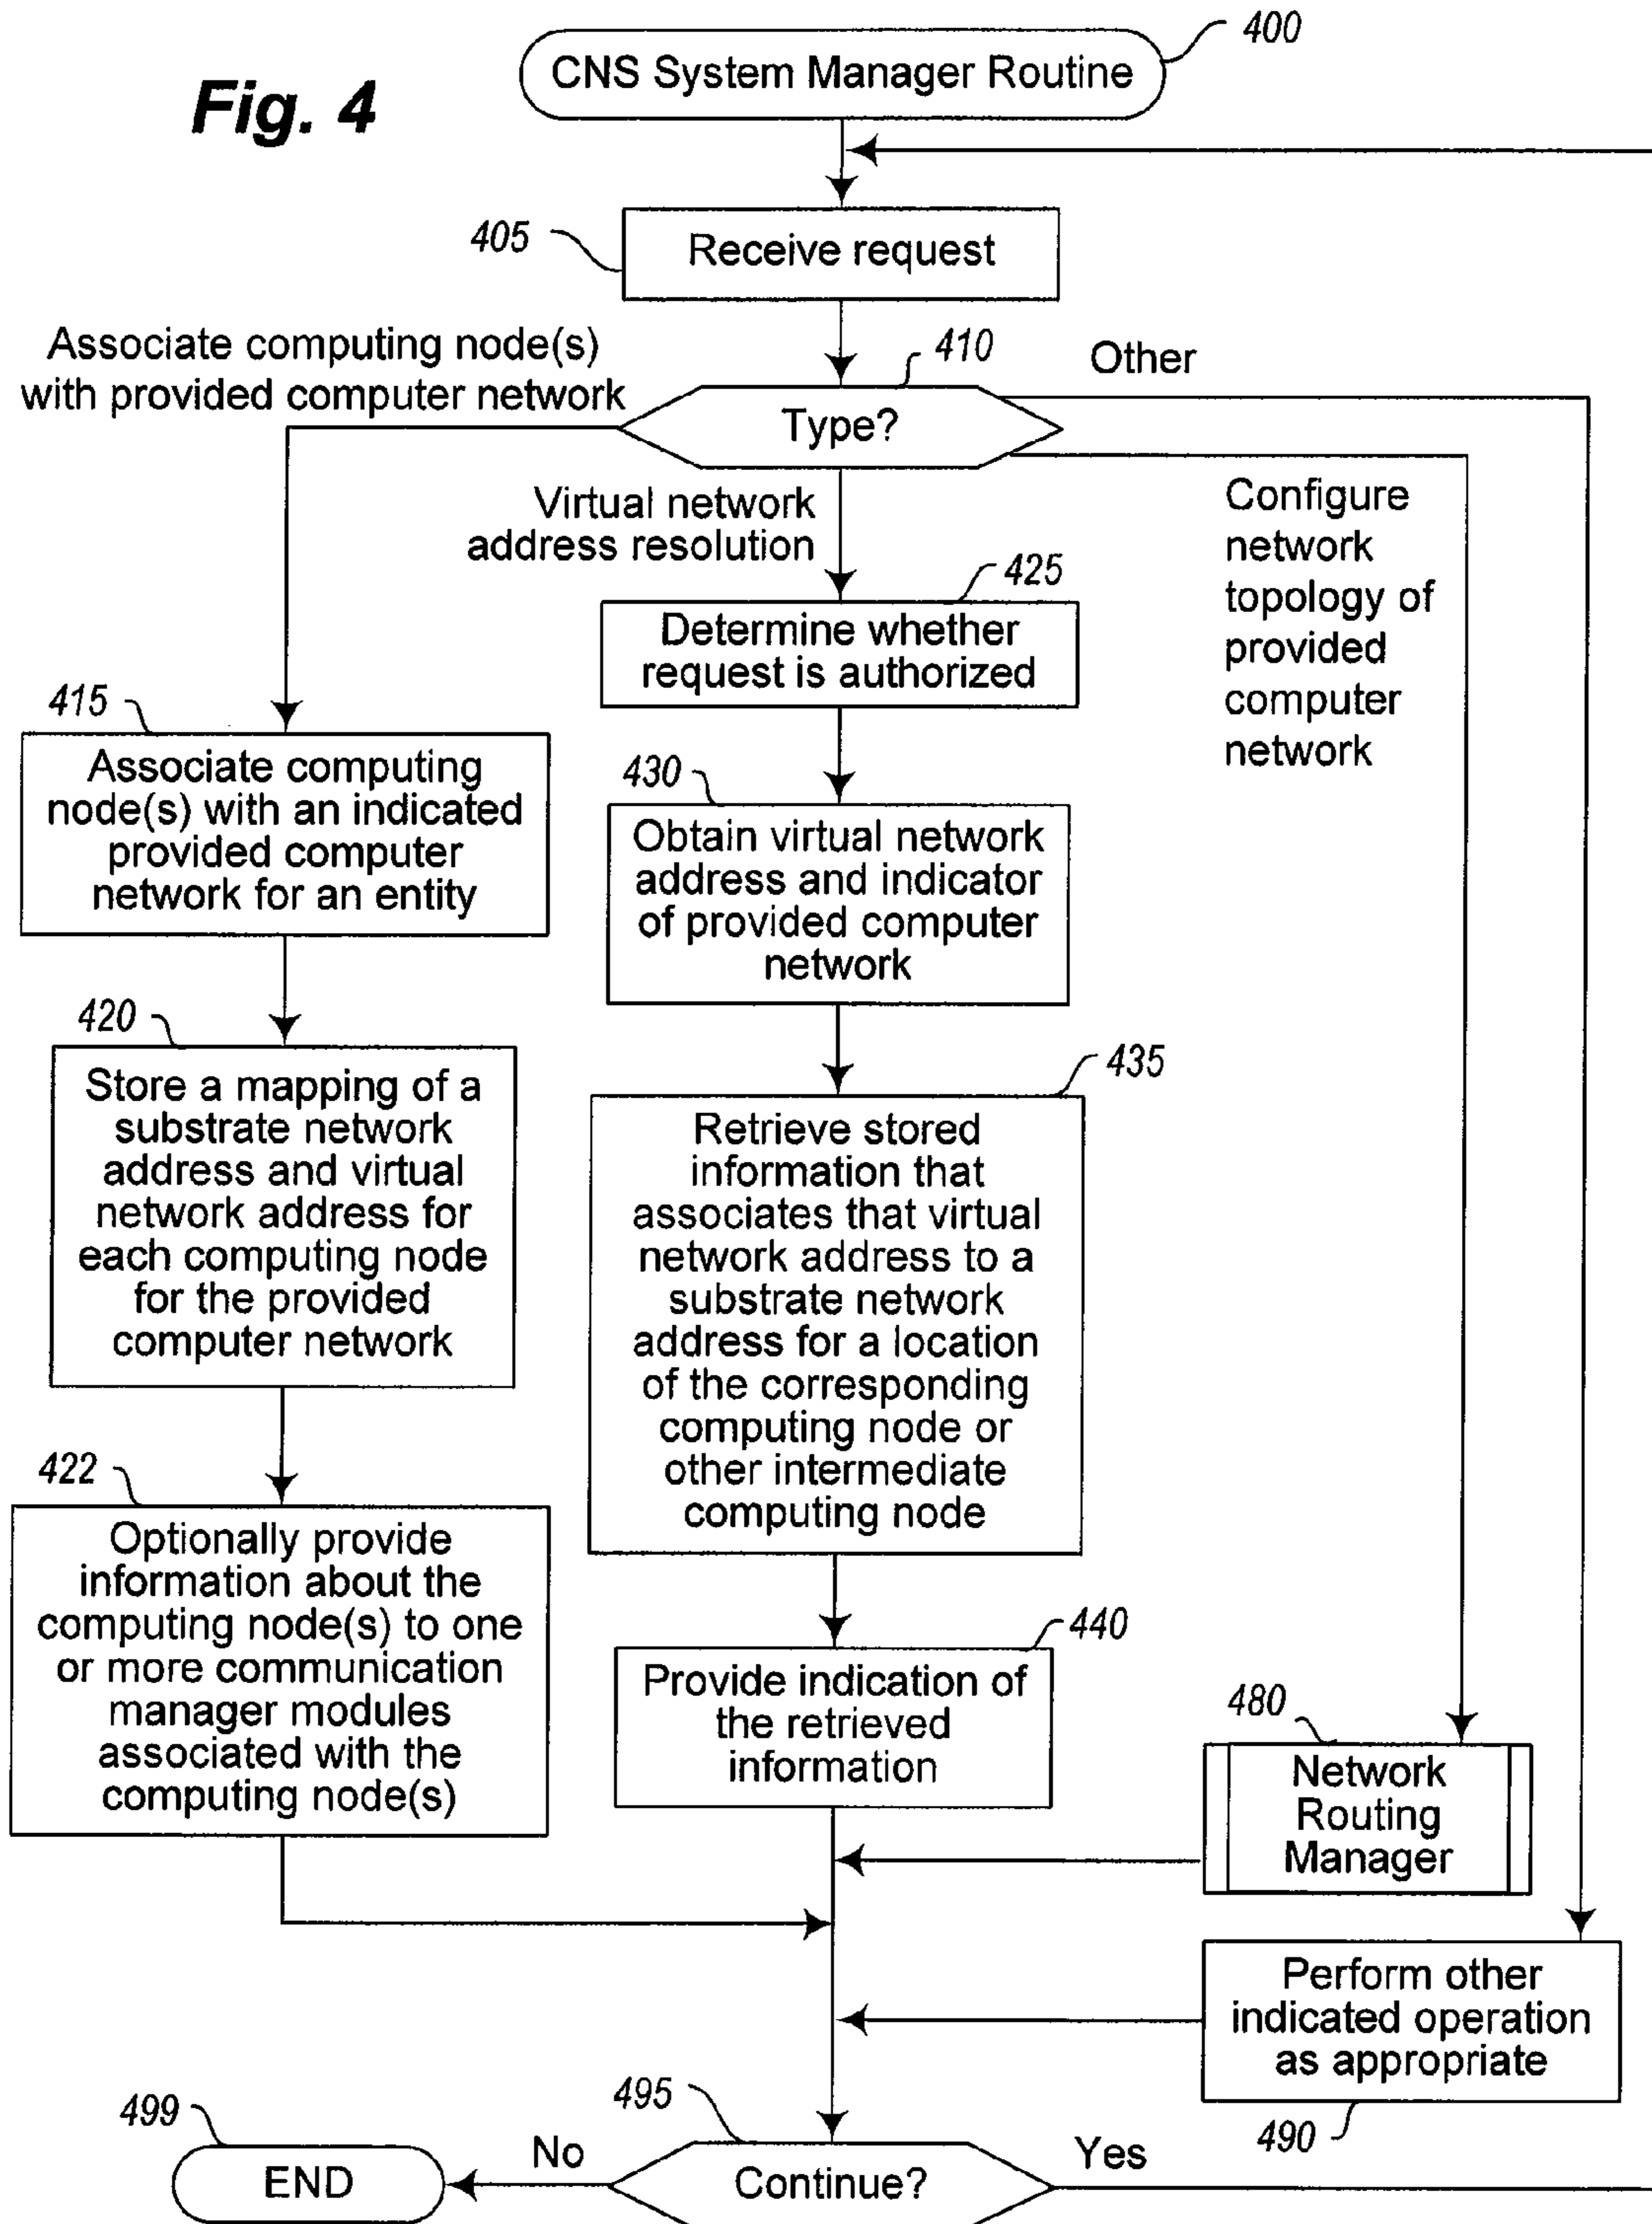 Fig. 4
400
CNS System Manager Routine
405
Receive request
Associate computing node(s)
with provided computer network
410
Type?
Other
Virtual network
address resolution
Configure
network
topology of
provided
computer
network
425
Determine whether
request is authorized
415
Associate computing
node(s) with an indicated
provided computer
network for an entity
430
Obtain virtual network
address and indicator
of provided computer
network
420
Store a mapping of a
substrate network
address and virtual
network address for
each computing node
for the provided
computer network
435
Retrieve stored
information that
associates that virtual
network address to a
substrate network
address for a location
of the corresponding
computing node or
other intermediate
computing node
422
Optionally provide
information about the
computing node(s) to one
or more communication
manager modules
associated with the
computing node(s)
440
Provide indication of
the retrieved
information
480
Network
Routing
Manager
Perform other
indicated operation
as appropriate
490
495
Continue?
Yes
No
499
END